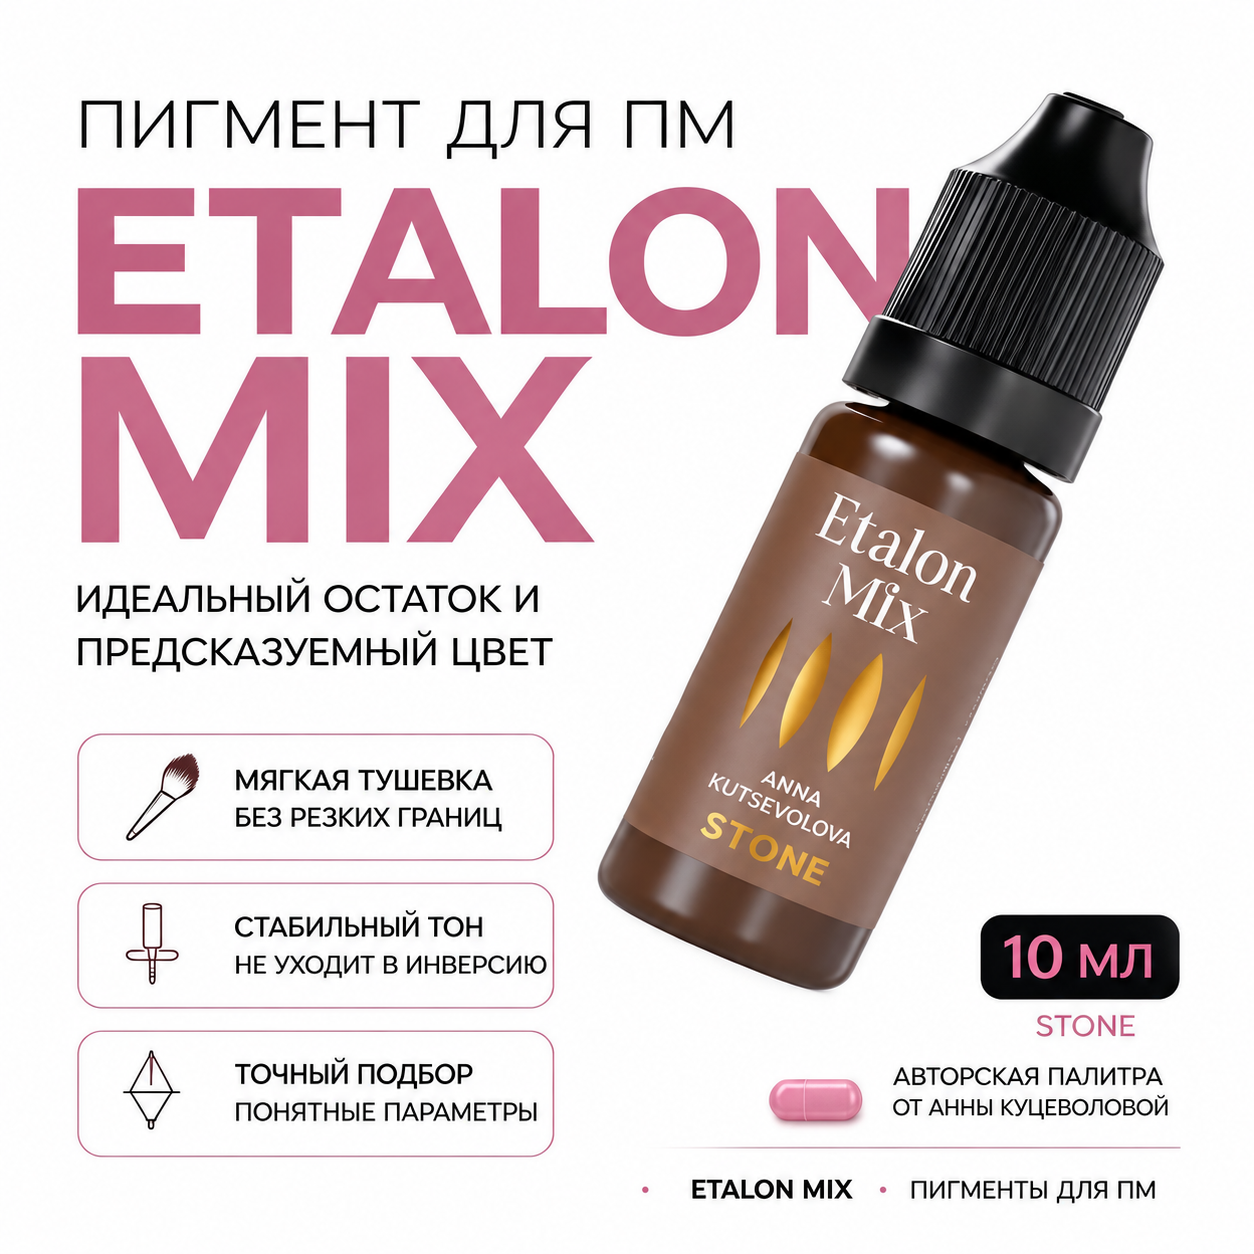 ПИГМЕНТ ДЛЯ ПМ
ETALON
MIX
ИДЕАЛЬНЫЙ ОСТАТОК И
ПРЕДСКАЗУЕМЫЙ ЦВЕТ
МЯГКАЯ ТУШЕВКА
БЕЗ РЕЗКИХ ГРАНИЦ
СТАБИЛЬНЫЙ ТОН
НЕ УХОДИТ В ИНВЕРСИЮ
ТОЧНЫЙ ПОДБОР
ПОНЯТНЫЕ ПАРАМЕТРЫ
Etalon
Mix
ANNA
KUTSEVOLOVA
STONE
10 МЛ
STONE
АВТОРСКАЯ ПАЛИТРА
ОТ АННЫ КУЦЕВОЛОВОЙ
• ETALON MIX • ПИГМЕНТЫ ДЛЯ ПМ